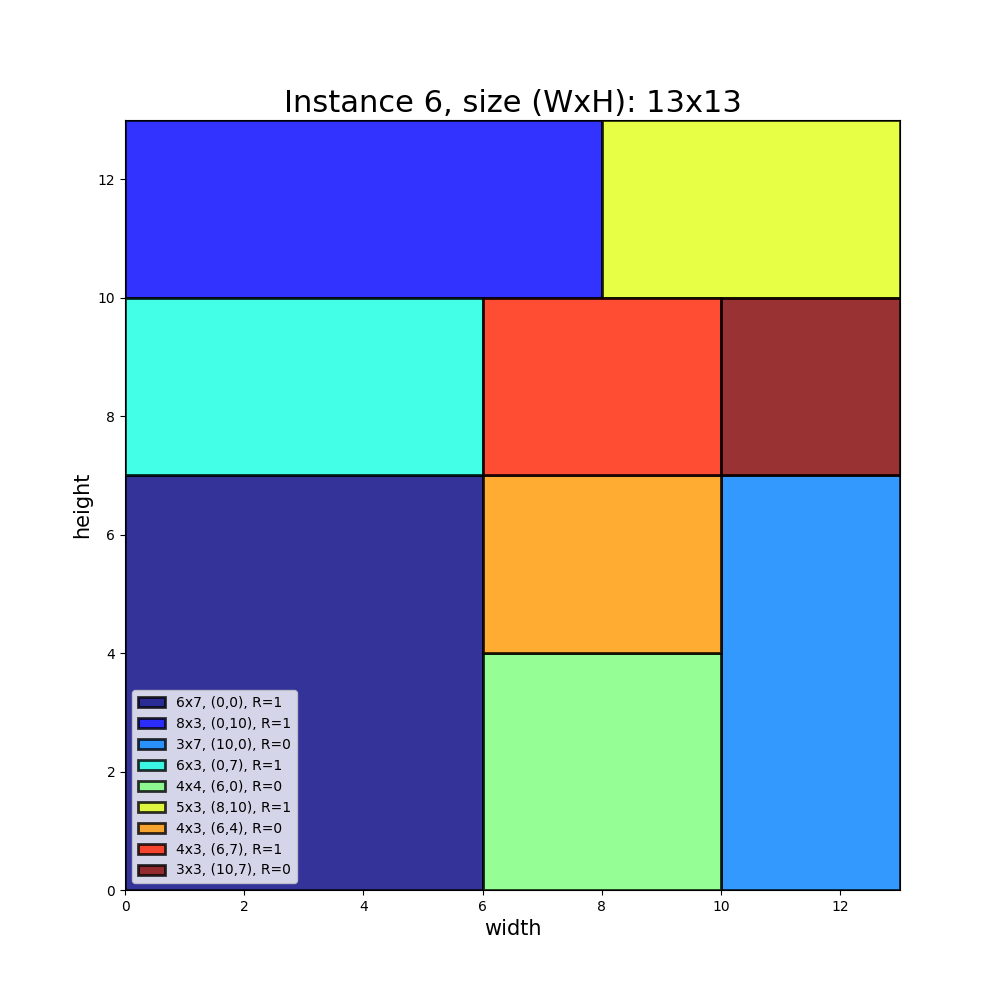 Instance 6, size (WxH): 13x13
12
10
8
height
6
4
2
0
6x7, (0,0), R=1
8x3, (0,10), R=1
3x7, (10,0), R=0
6x3, (0,7), R=1
4x4, (6,0), R=0
5x3, (8,10), R=1
4x3, (6,4), R=0
4x3, (6,7), R=1
3x3, (10,7), R=0
0 2 4 6 8 10 12
width